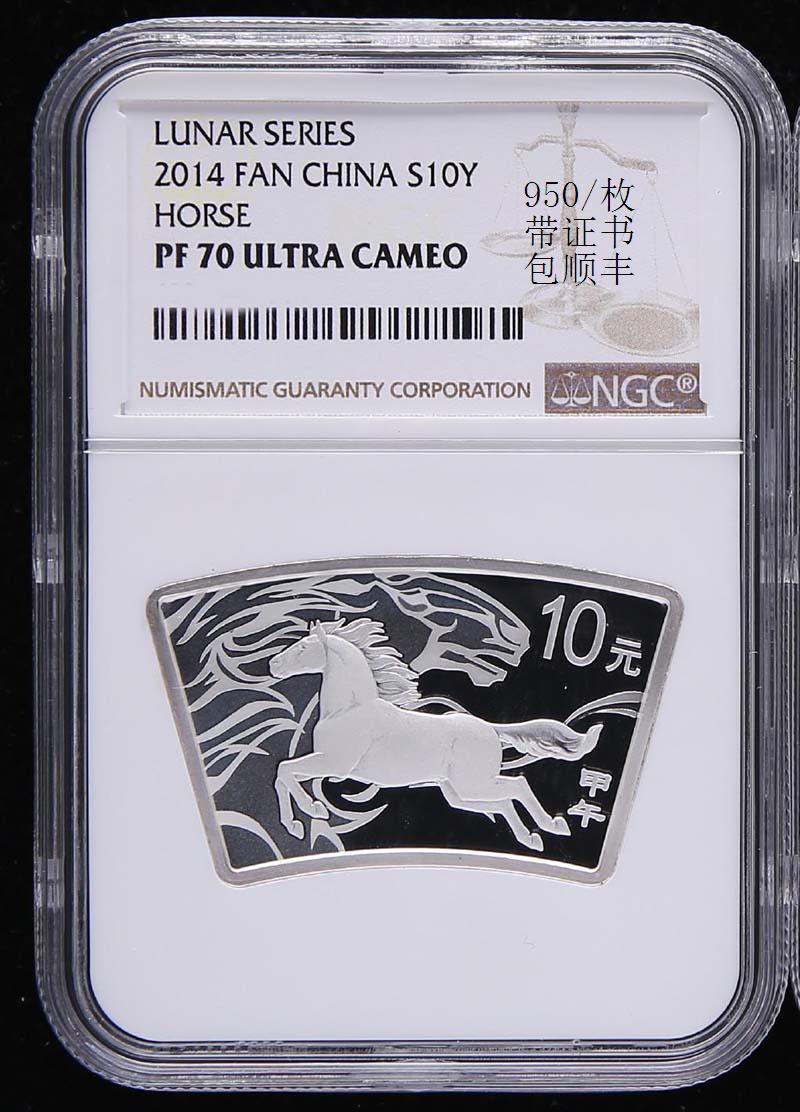 LUNAR SERIES
2014 FAN CHINA S10Y
HORSE
PF 70 ULTRA CAMEO
950/枚
带证书
包顺丰
NUMISMATIC GUARANTY CORPORATION
NGC®
10元
甲午